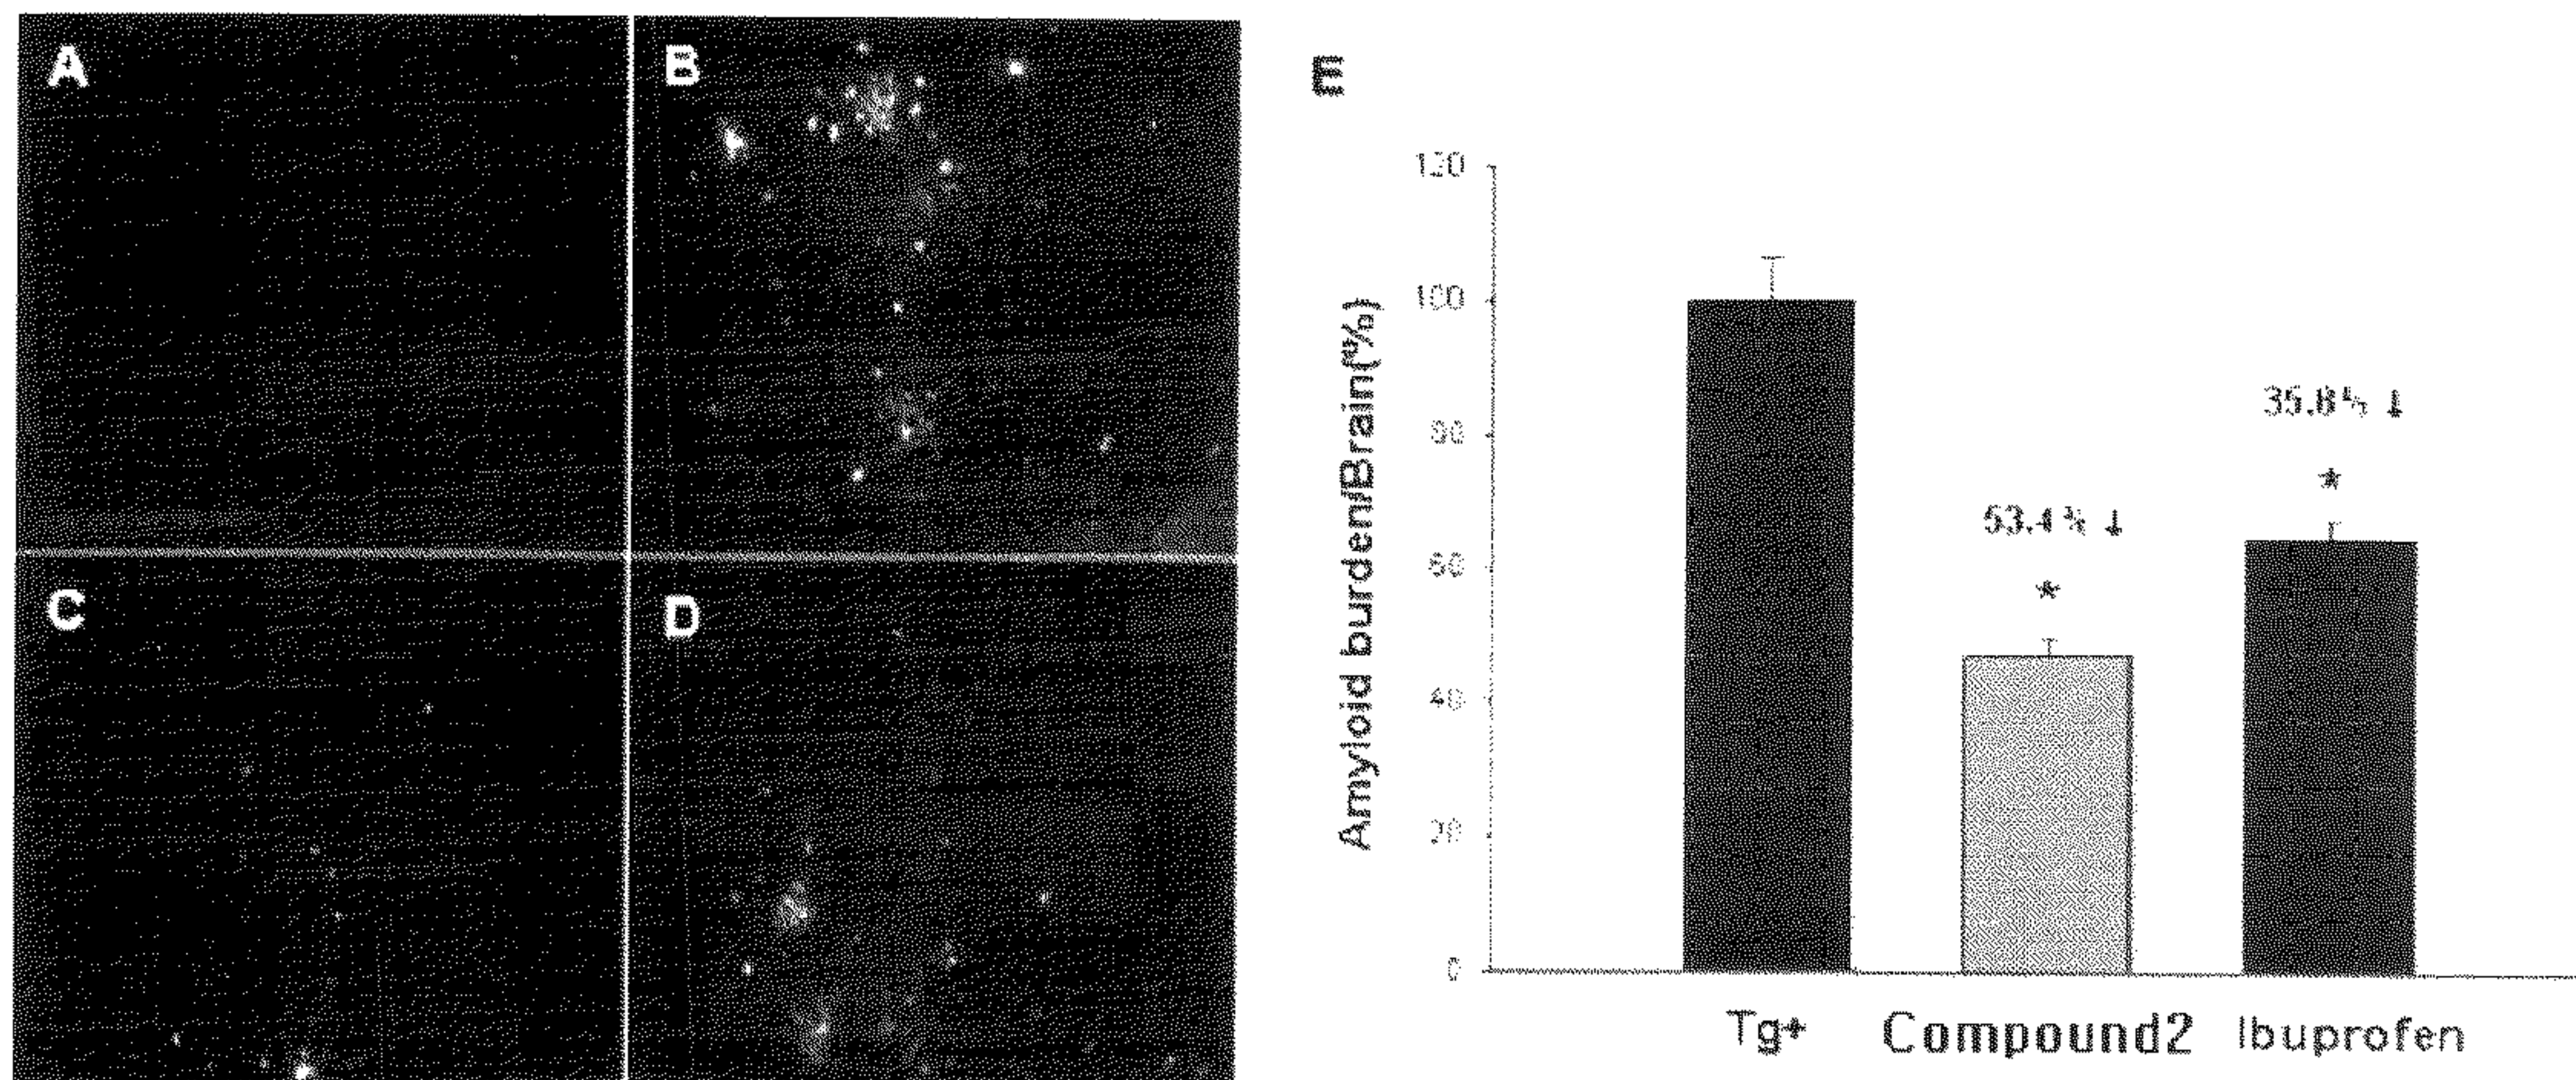 A
B
C
D
E
Amyloid burden/Brain(%)
120
100
80
60
40
20
0
53.4% ↓
*
35.8% ↓
*
Tg+
Compound2
Ibuprofen